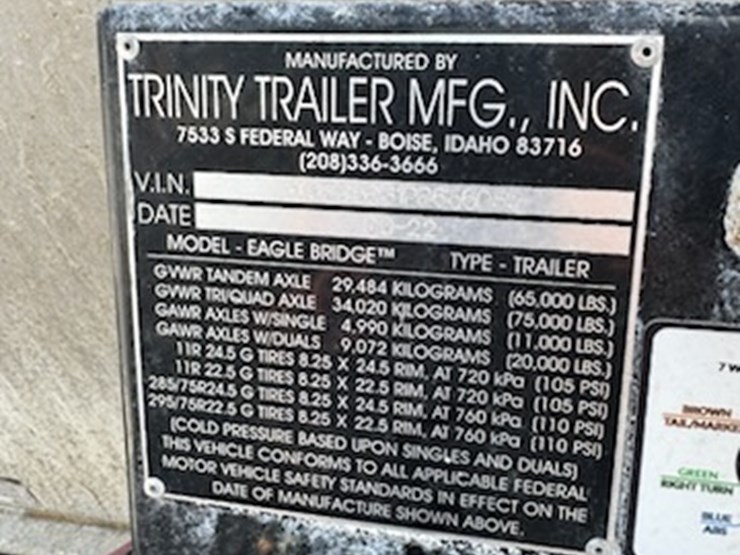 MANUFACTURED BY
TRINITY TRAILER MFG., INC.
7533 S FEDERAL WAY - BOISE, IDAHO 83716
(208)336-3666
V.I.N.
DATE
MODEL - EAGLE BRIDGE™ TYPE - TRAILER
GVWR TANDEM AXLE 29,484 KILOGRAMS (65,000 LBS.)
GVWR TRI/QUAD AXLE 34,020 KILOGRAMS (75,000 LBS.)
GAWR AXLES W/SINGLE 4,990 KILOGRAMS (11,000 LBS.)
GAWR AXLES W/DUALS 9,072 KILOGRAMS (20,000 LBS.)
11R 24.5 G TIRES 8.25 X 24.5 RIM, AT 720 kPa (105 PSI)
11R 22.5 G TIRES 8.25 X 22.5 RIM, AT 720 kPa (105 PSI)
285/75R24.5 G TIRES 8.25 X 24.5 RIM, AT 760 kPa (110 PSI)
295/75R22.5 G TIRES 8.25 X 22.5 RIM, AT 760 kPa (110 PSI)
(COLD PRESSURE BASED UPON SINGLES AND DUALS)
THIS VEHICLE CONFORMS TO ALL APPLICABLE FEDERAL
MOTOR VEHICLE SAFETY STANDARDS IN EFFECT ON THE
DATE OF MANUFACTURE SHOWN ABOVE.
7 W
BROWN
TAIL/MARKE
GREEN
RIGHT TURN
BLUE
ABS